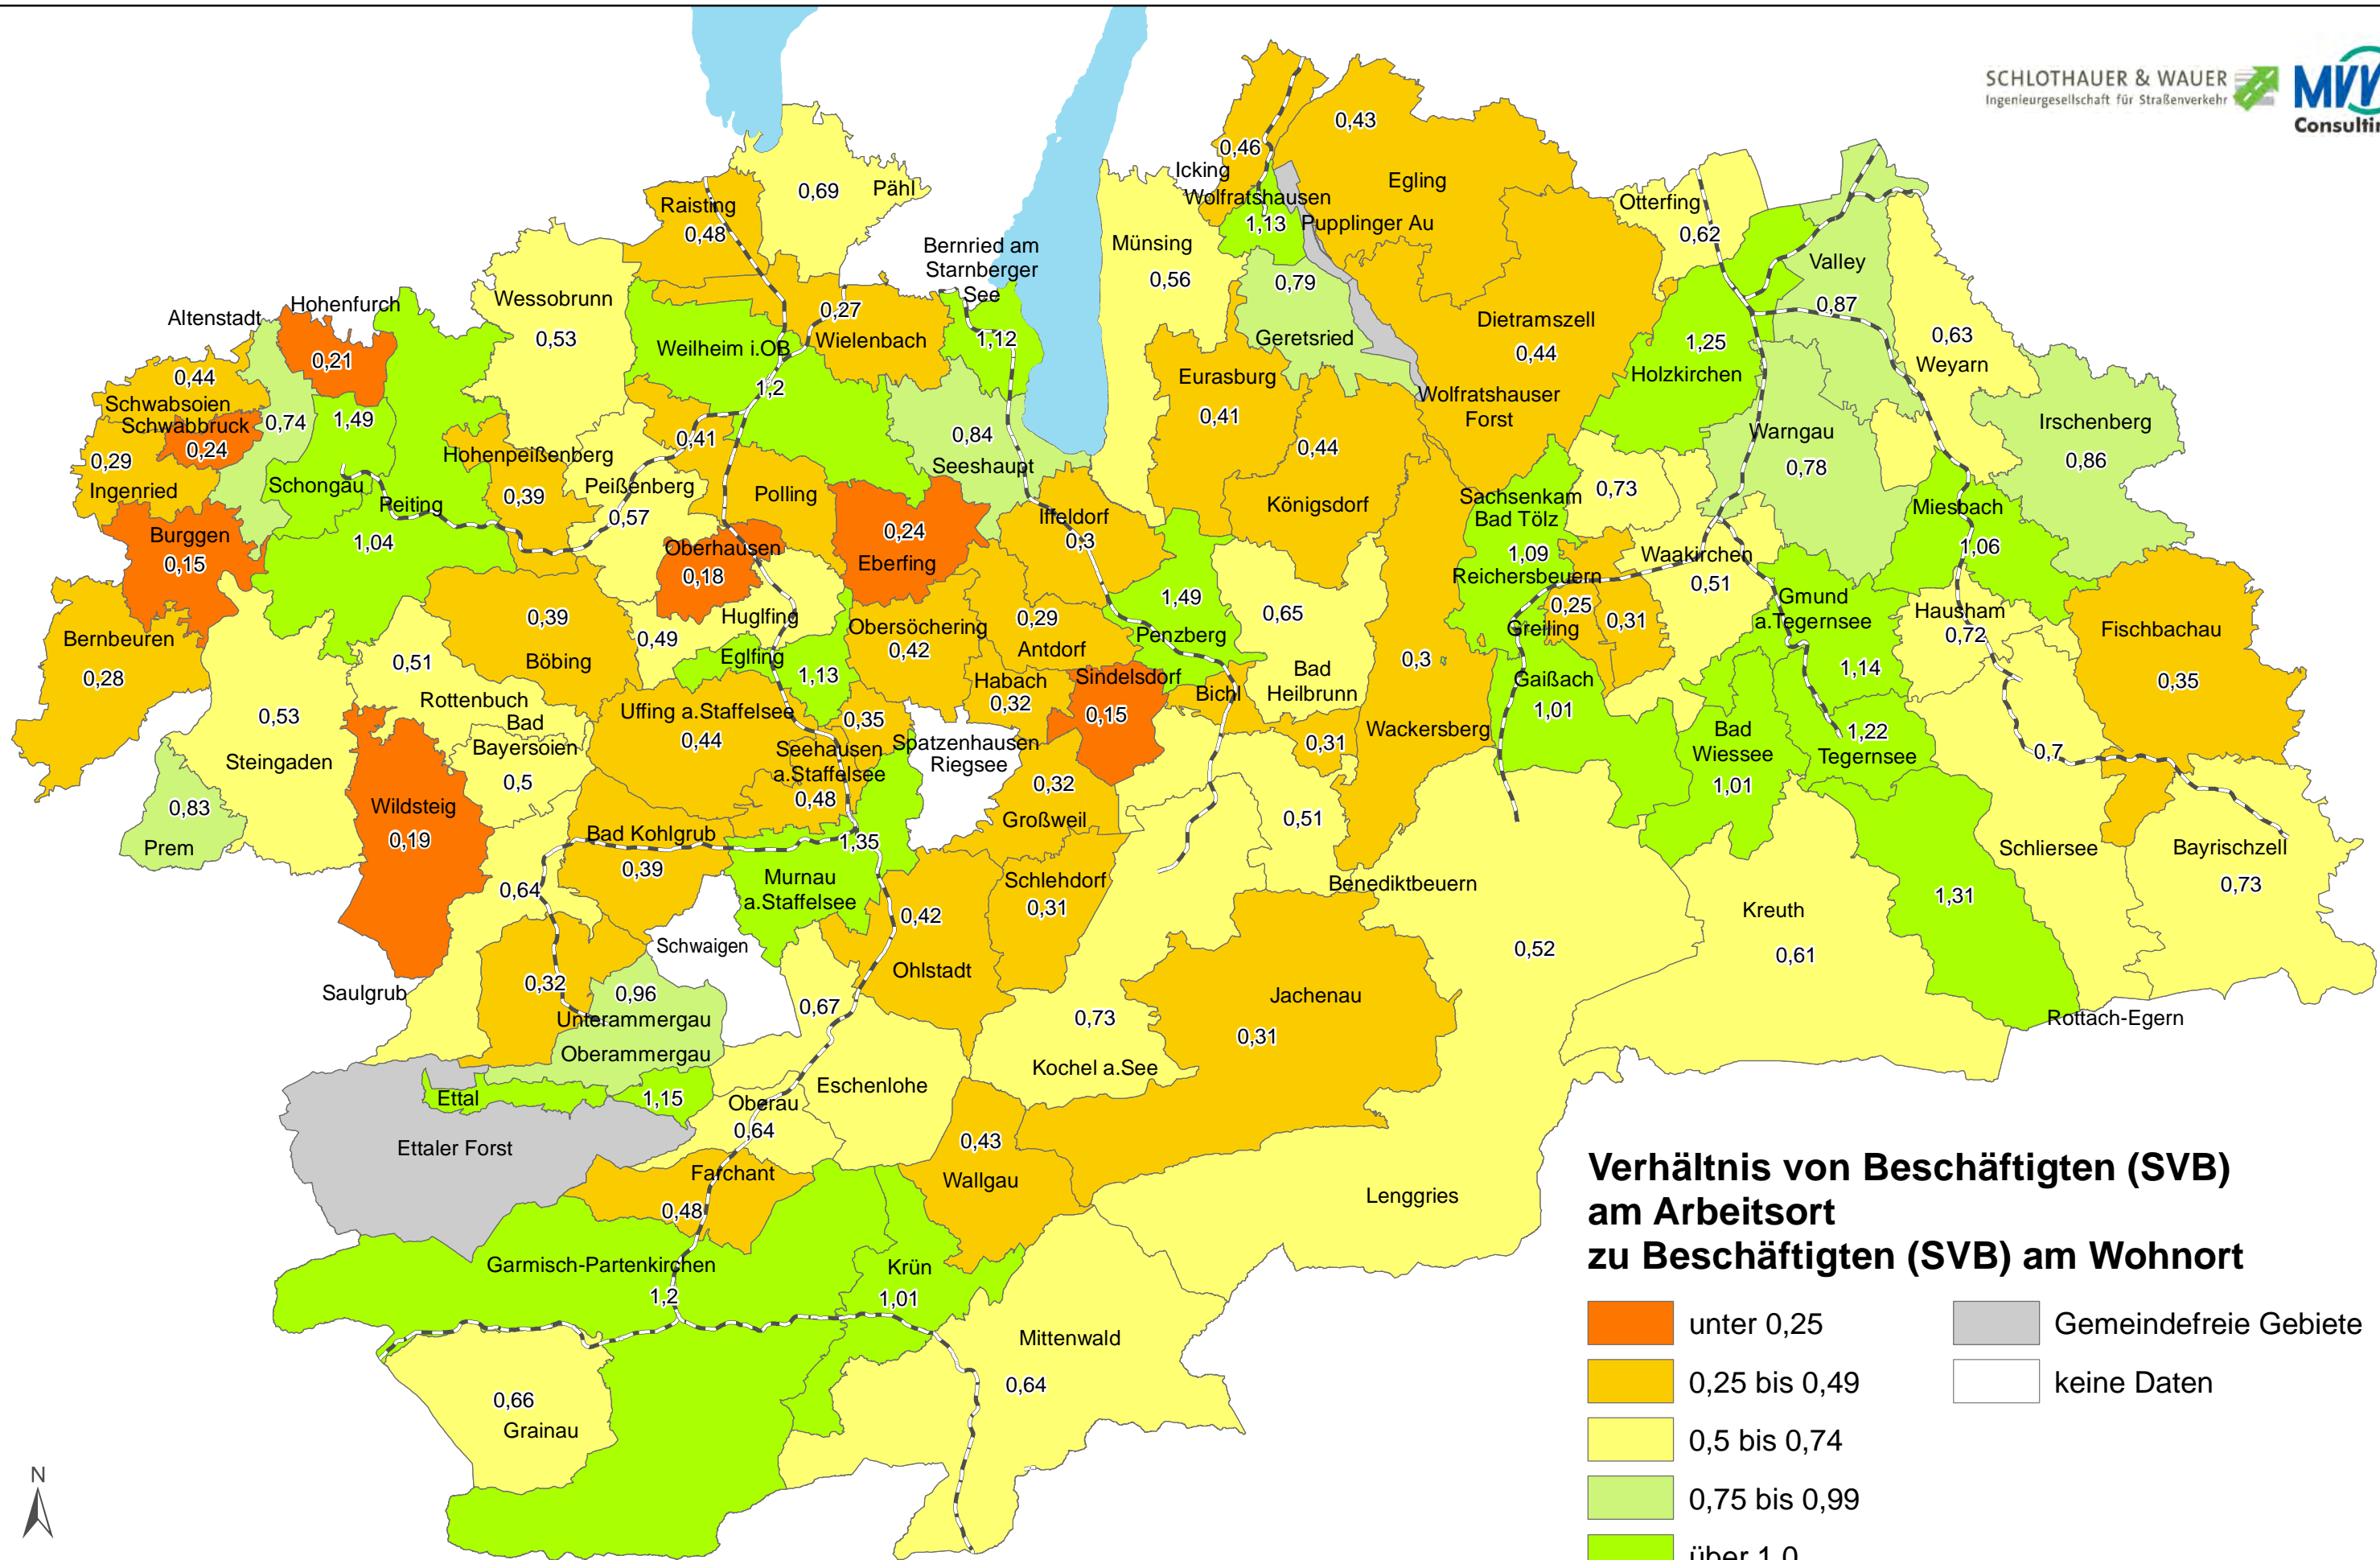 SCHLOTHAUER & WAUER
Ingenieurgesellschaft für Straßenverkehr
Consultin
0,43
0,46
Icking
Egling
Wolfratshausen
1,13
Pupplinger Au
0,69
Pähl
Raisting
0,48
Otterfing
0,62
Bernried am
Starnberger
See
1,12
Münsing
0,56
0,79
Geretsried
Valley
0,87
Wessobrunn
0,53
Altenstadt
Hohenfurch
0,21
0,27
Wielenbach
Weilheim i.OB
1,2
Dietramszell
0,44
1,25
Holzkirchen
0,63
Weyarn
0,44
Schwabsoien
Schwabbruck
0,24
0,74
1,49
Eurasburg
0,41
Wolfratshauser
Forst
Irschenberg
0,86
0,29
Ingenried
Schongau
Peiting
1,04
Hohenpeißenberg
0,39
0,41
Peißenberg
0,57
Polling
0,84
Seeshaupt
0,44
Königsdorf
Warngau
0,78
0,73
Sachsenkam
Bad Tölz
1,09
Miesbach
1,06
Burggen
0,15
Oberhausen
0,18
0,24
Eberfing
Iffeldorf
0,3
Waakirchen
0,51
Reichersbeuern
0,25
Greiling
0,31
Bernbeuren
0,28
0,39
Böbing
0,49
Huglfing
Eglfing
1,13
Obersöchering
0,42
0,29
Antdorf
1,49
Penzberg
0,65
Bad
Heilbrunn
Gmund
a.Tegernsee
1,14
Hausham
0,72
Fischbachau
0,35
0,51
Rottenbuch
Habach
0,32
Sindelsdorf
0,15
Bichl
0,3
Wackersberg
Gaißach
1,01
0,53
Steingaden
Bad
Bayersoien
0,5
Uffing a.Staffelsee
0,44
0,35
Seehausen
a.Staffelsee
0,48
Spatzenhausen
Riegsee
0,31
Bad
Wiessee
1,01
1,22
Tegernsee
0,7
0,83
Prem
Wildsteig
0,19
Bad Kohlgrub
0,39
1,35
0,32
Großweil
0,51
Schliersee
Bayrischzell
0,73
0,64
Murnau
a.Staffelsee
0,42
Schlehdorf
0,31
Benediktbeuern
Kreuth
0,61
1,31
Schwaigen
Ohlstadt
0,52
Saulgrub
0,32
0,96
Unterammergau
Oberammergau
0,67
0,73
Kochel a.See
Jachenau
0,31
Rottach-Egern
Ettal
1,15
Eschenlohe
Oberau
0,64
Ettaler Forst
0,43
Wallgau
Farchant
0,48
Lenggries
Garmisch-Partenkirchen
1,2
Krün
1,01
Mittenwald
0,64
0,66
Grainau
N
Verhältnis von Beschäftigten (SVB)
am Arbeitsort
zu Beschäftigten (SVB) am Wohnort
unter 0,25
0,25 bis 0,49
0,5 bis 0,74
0,75 bis 0,99
über 1,0
Gemeindefreie Gebiete
keine Daten